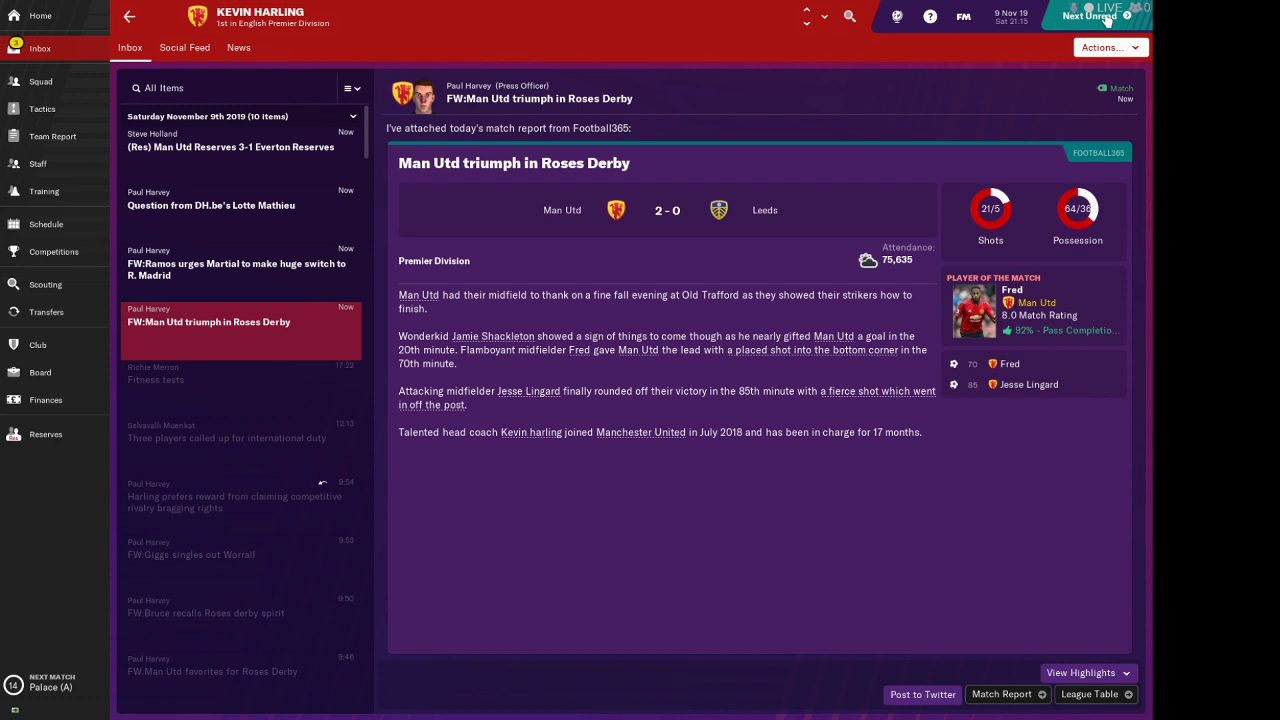 Home
KEVIN HARLING
1st in English Premier Division
FM
9 Nov 19
Sat 21:15
Next Unread
LIVE
0
3
Inbox
Squad
Tactics
Team Report
Staff
Training
Schedule
Competitions
Scouting
Transfers
Club
Board
Finances
Res
Reserves
14
NEXT MATCH
Palace (A)
Inbox
Social Feed
News
Actions...
All Items
Saturday November 9th 2019 (10 items)
Steve Holland
Now
(Res) Man Utd Reserves 3-1 Everton Reserves
Paul Harvey
Now
Question from DH.be's Lotte Mathieu
Paul Harvey
Now
FW:Ramos urges Martial to make huge switch to
R. Madrid
Paul Harvey
Now
FW:Man Utd triumph in Roses Derby
Richie Merron
17:22
Fitness tests
Selvavalli Muenkat
12:13
Three players called up for international duty
Paul Harvey
9:54
Harling prefers reward from claiming competitive
rivalry bragging rights
Paul Harvey
9:53
FW:Giggs singles out Worrall
Paul Harvey
9:50
FW:Bruce recalls Roses derby spirit
Paul Harvey
9:46
FW:Man Utd favorites for Roses Derby
Paul Harvey (Press Officer)
FW:Man Utd triumph in Roses Derby
Match
Now
I've attached today's match report from Football365:
Man Utd triumph in Roses Derby
FOOTBALL365
Man Utd
2 - 0
Leeds
21/5
Shots
64/36
Possession
Premier Division
Attendance:
75,635
Man Utd had their midfield to thank on a fine fall evening at Old Trafford as they showed their strikers how to
finish.
Wonderkid Jamie Shackleton showed a sign of things to come though as he nearly gifted Man Utd a goal in the
20th minute. Flamboyant midfielder Fred gave Man Utd the lead with a placed shot into the bottom corner in the
70th minute.
Attacking midfielder Jesse Lingard finally rounded off their victory in the 85th minute with a fierce shot which went
in off the post.
Talented head coach Kevin harling joined Manchester United in July 2018 and has been in charge for 17 months.
PLAYER OF THE MATCH
Fred
Man Utd
8.0 Match Rating
92% - Pass Completio...
70 Fred
85 Jesse Lingard
View Highlights
Post to Twitter
Match Report
League Table